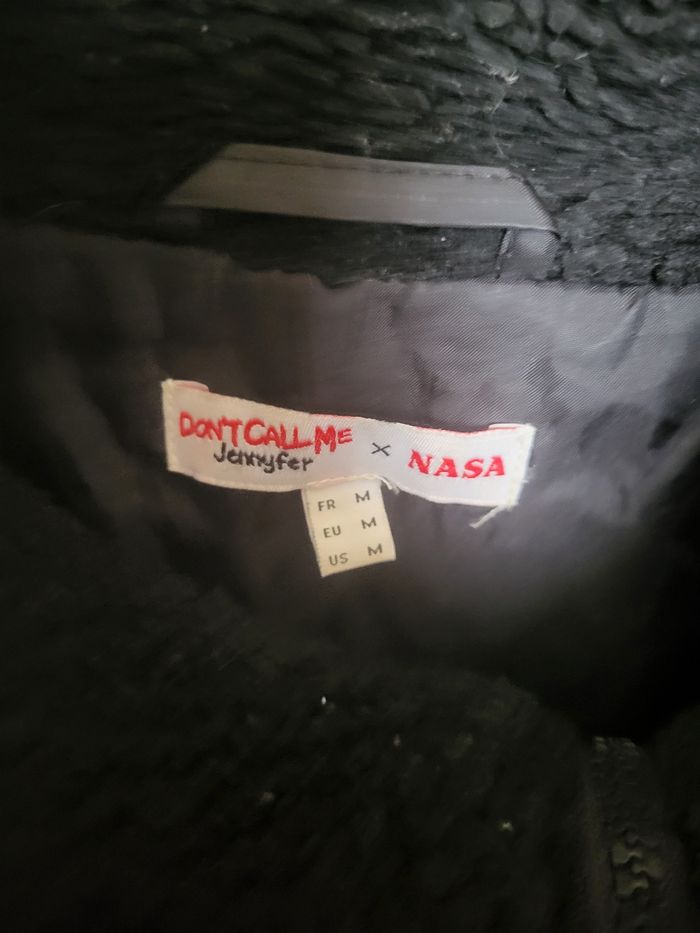 DON'T CALL ME × NASA
Jennyfer
FR M
EU M
US M